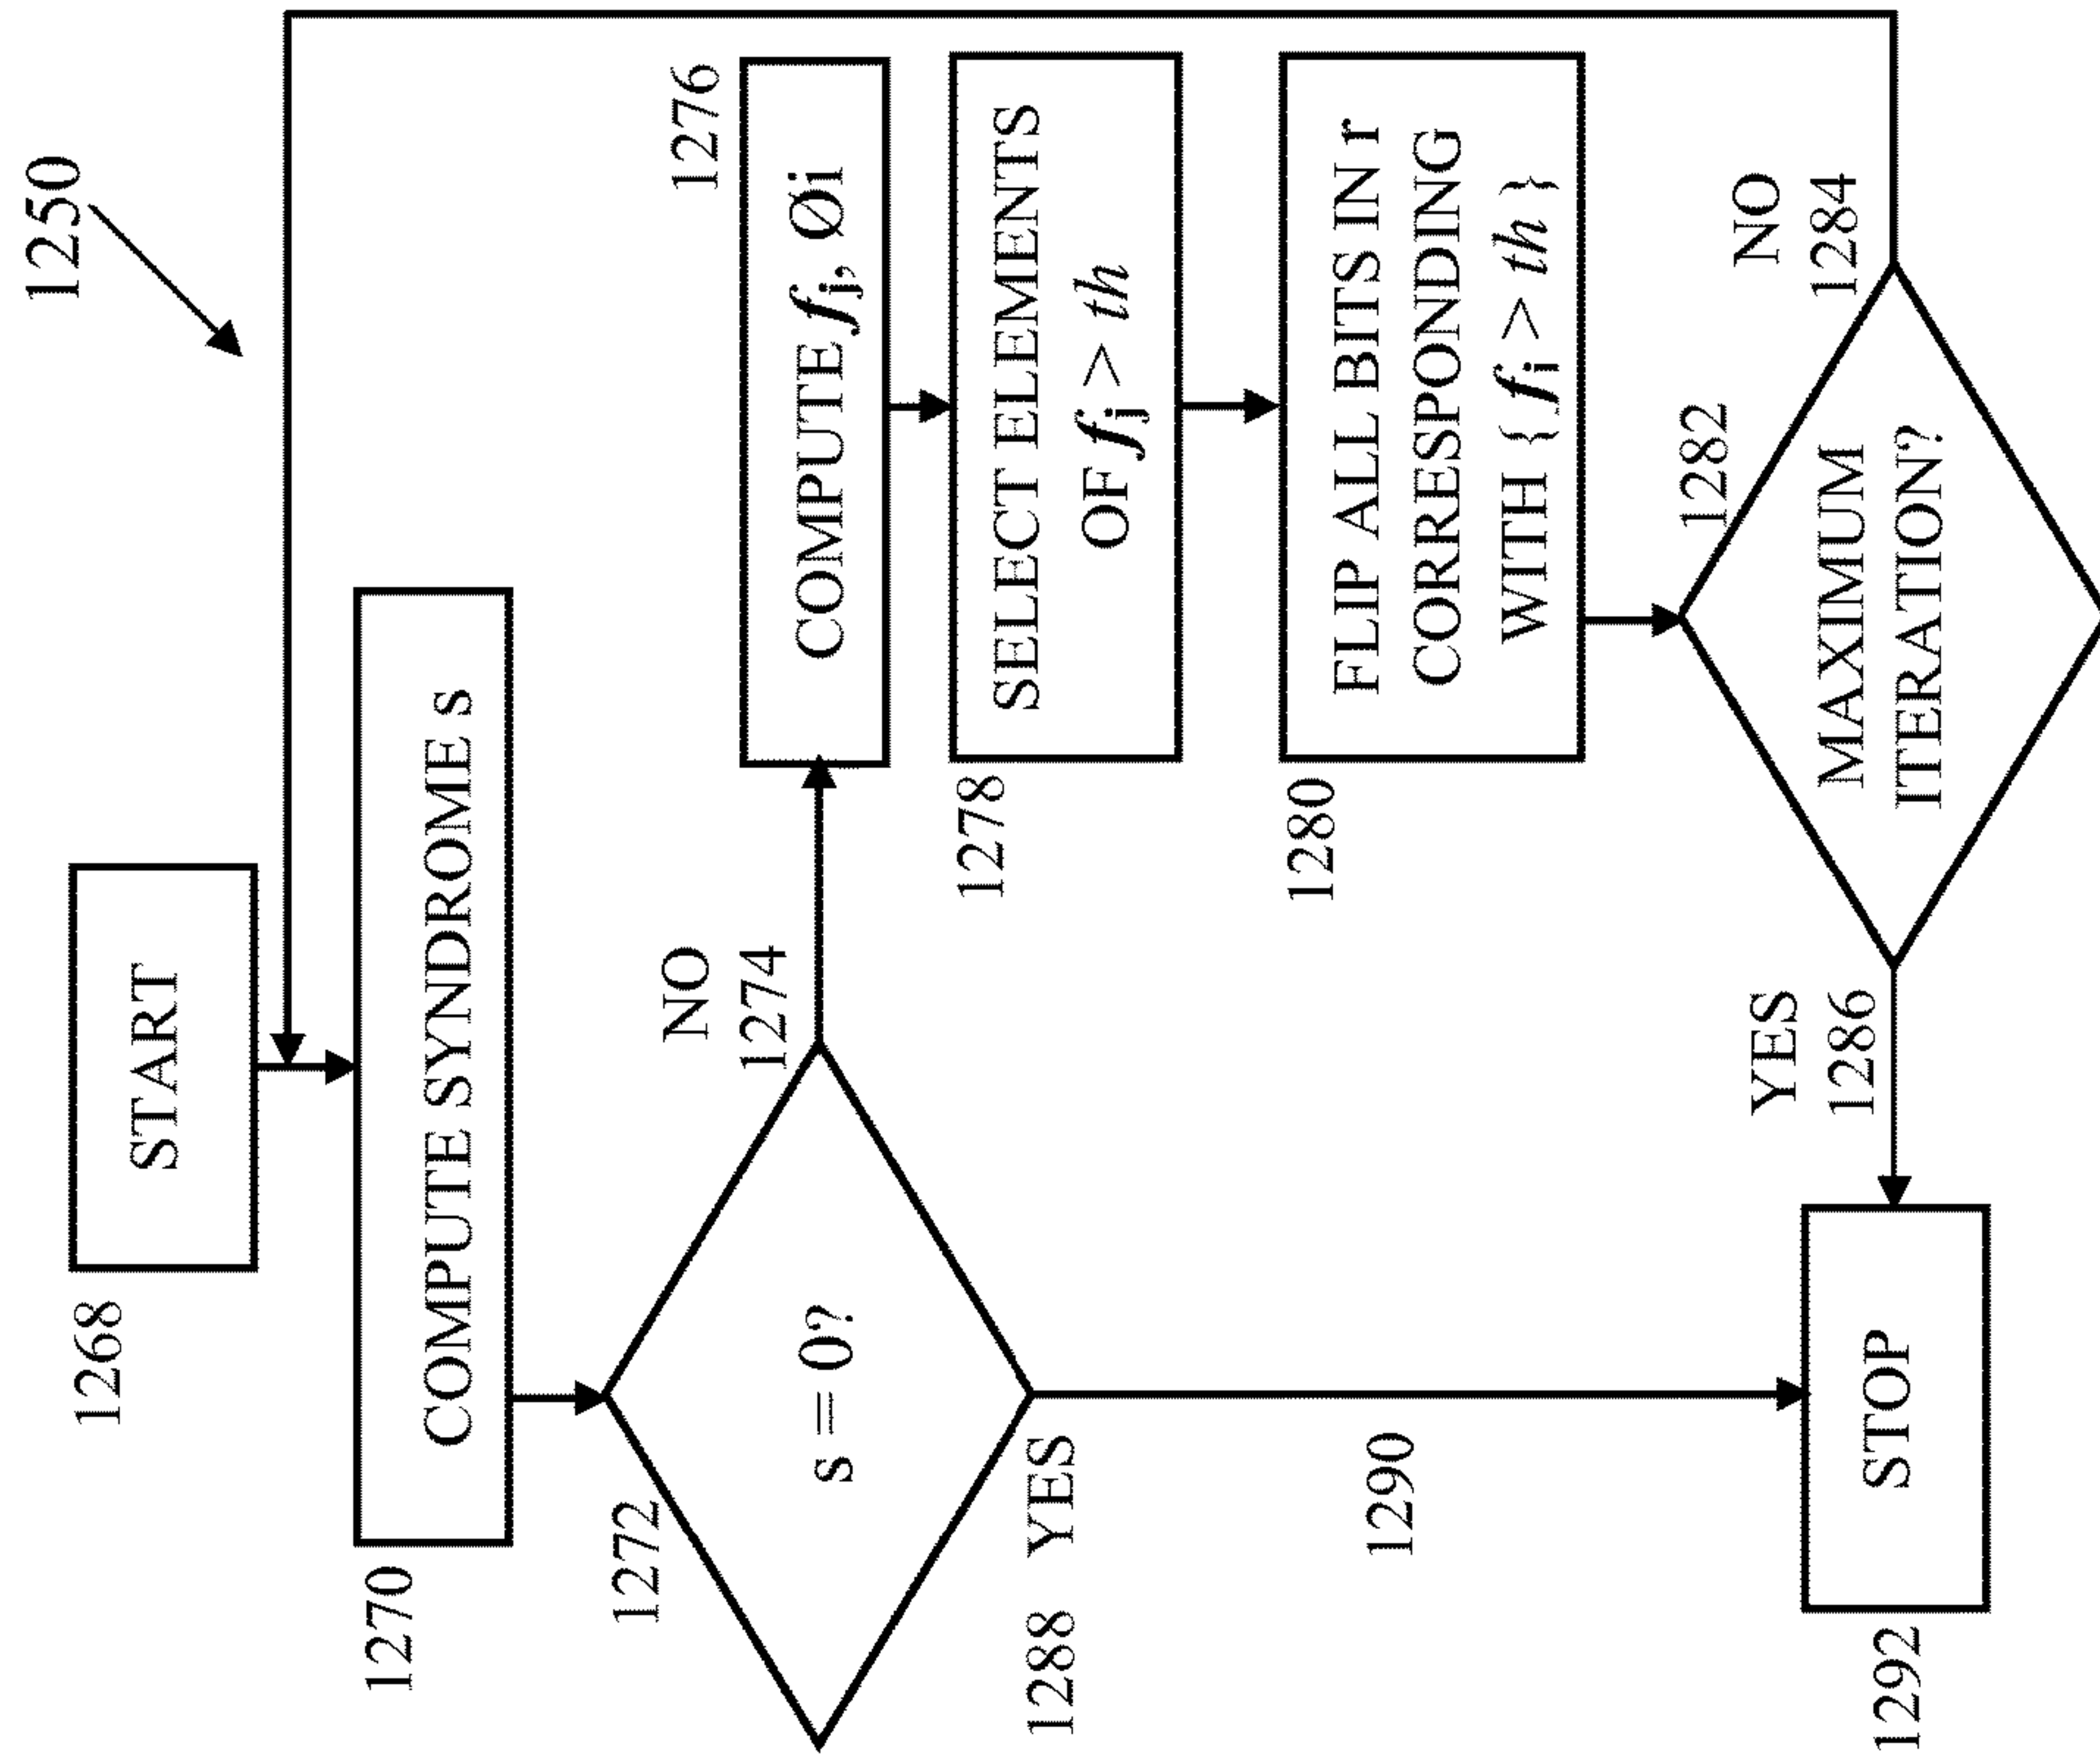 1250
START
1268
COMPUTE SYNDROME s
1270
1272
s = 0?
NO
1274
COMPUTE fj, Øi
1276
SELECT ELEMENTS
OF fj > th
1278
FLIP ALL BITS IN r
CORRESPONDING
WITH { fi > th }
1280
1282
MAXIMUM
ITERATION?
NO
1284
YES
1286
1288 YES
1290
STOP
1292